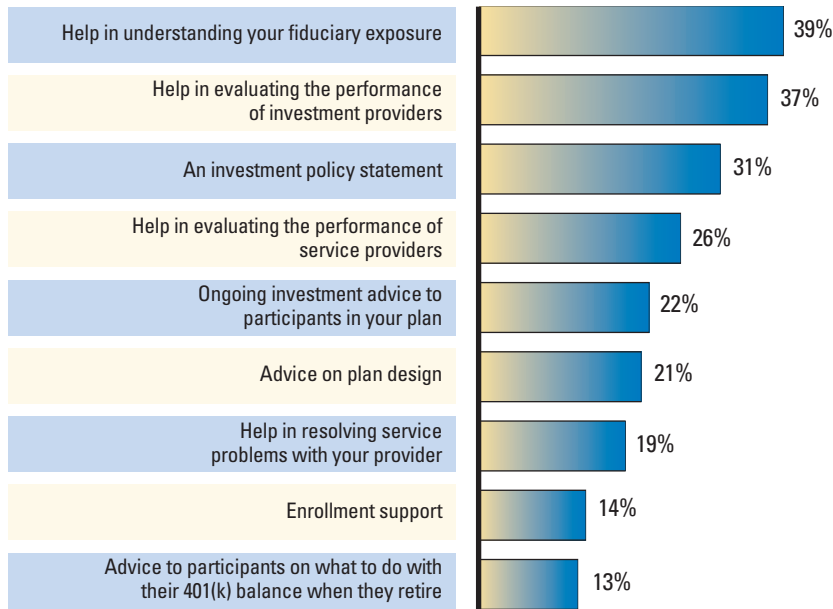 Help in understanding your fiduciary exposure
39%
Help in evaluating the performance
of investment providers
37%
An investment policy statement
31%
Help in evaluating the performance of
service providers
26%
Ongoing investment advice to
participants in your plan
22%
Advice on plan design
21%
Help in resolving service
problems with your provider
19%
Enrollment support
14%
Advice to participants on what to do with
their 401(k) balance when they retire
13%